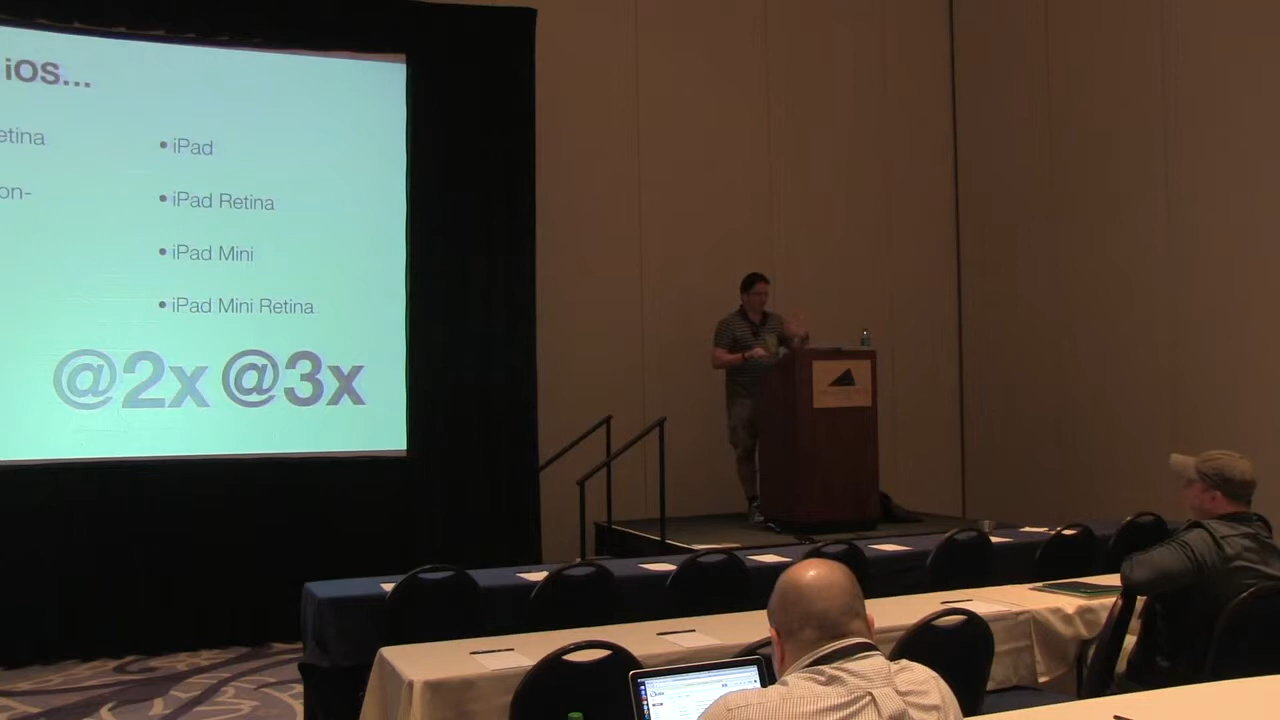 iOS...
etina
on-
• iPad
• iPad Retina
• iPad Mini
• iPad Mini Retina
@2x @3x